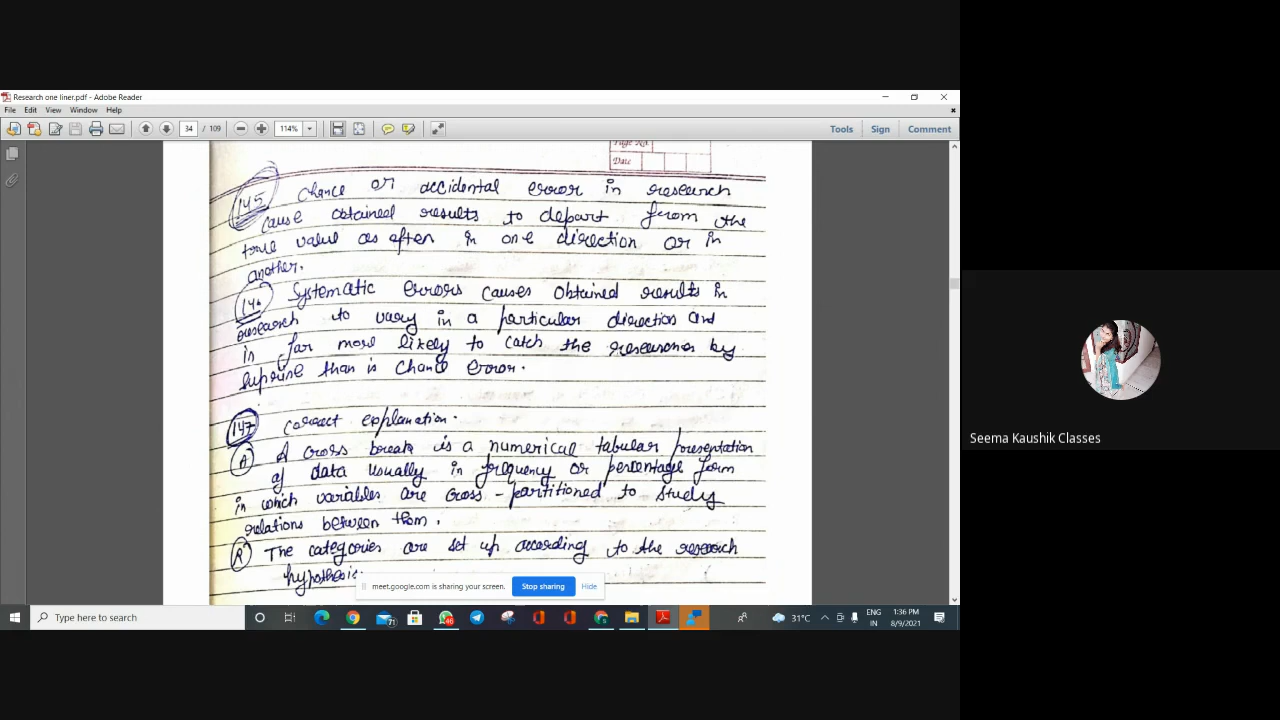 Research one liner.pdf - Adobe Reader
File Edit View Window Help
34 / 109 114% Tools Sign Comment
Page No.
Date
145 Chance or accidental error in research
cause obtained results to depart from the
true value as often in one direction or in
another.
146 Systematic errors causes obtained results in
research to vary in a particular direction and
in far more likely to catch the researcher by
suprise than is chance error.
147 Correct explanation.
A A cross break is a numerical tabular presentation
of data usually in frequency or percentage form
in which variables are cross-partitioned to study
relations between them.
R The categories are set up according to the research
hypothesis.
meet.google.com is sharing your screen. Stop sharing Hide
Seema Kaushik Classes
Type here to search 71 46 31°C ENG 1:36 PM
IN 8/9/2021